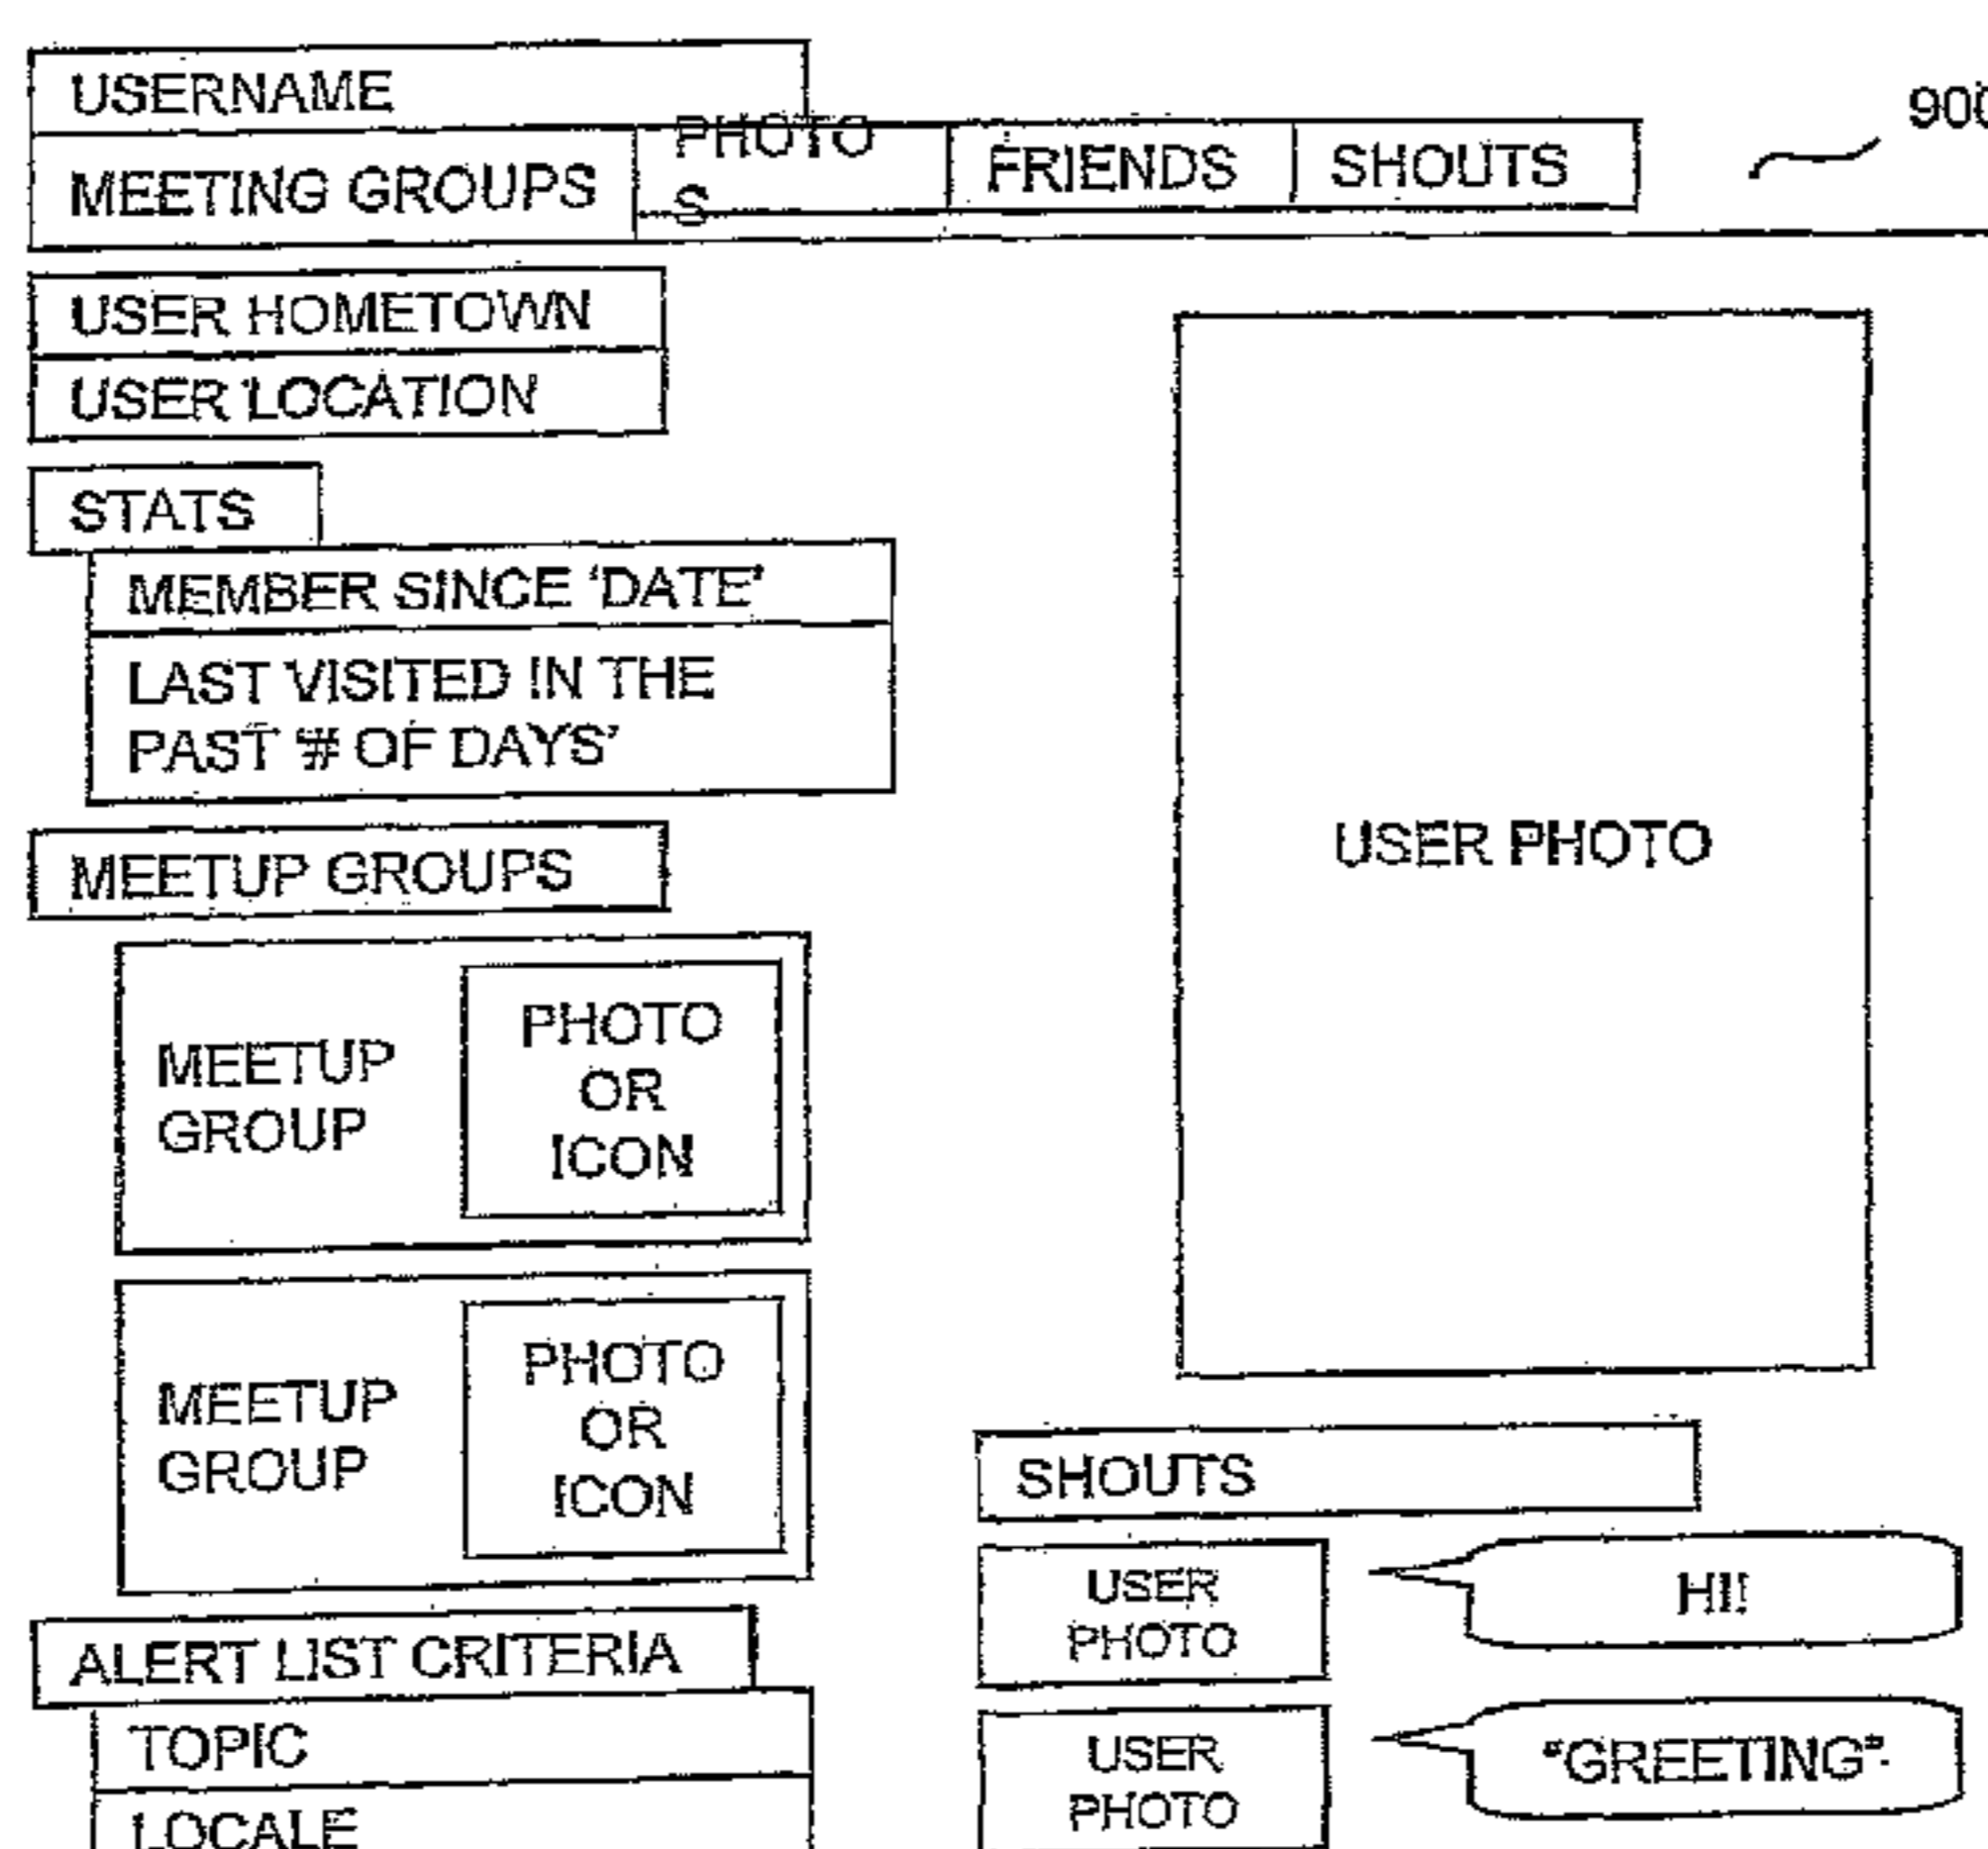 USERNAME
900
MEETING GROUPS PHOTO FRIENDS SHOUTS
S
USER HOMETOWN
USER LOCATION
STATS
MEMBER SINCE ‘DATE’
LAST VISITED IN THE
PAST ‘# OF DAYS’
MEETUP GROUPS
MEETUP
GROUP
PHOTO
OR
ICON
MEETUP
GROUP
PHOTO
OR
ICON
ALERT LIST CRITERIA
TOPIC
LOCALE
USER PHOTO
SHOUTS
USER
PHOTO
HI!
USER
PHOTO
“GREETING”